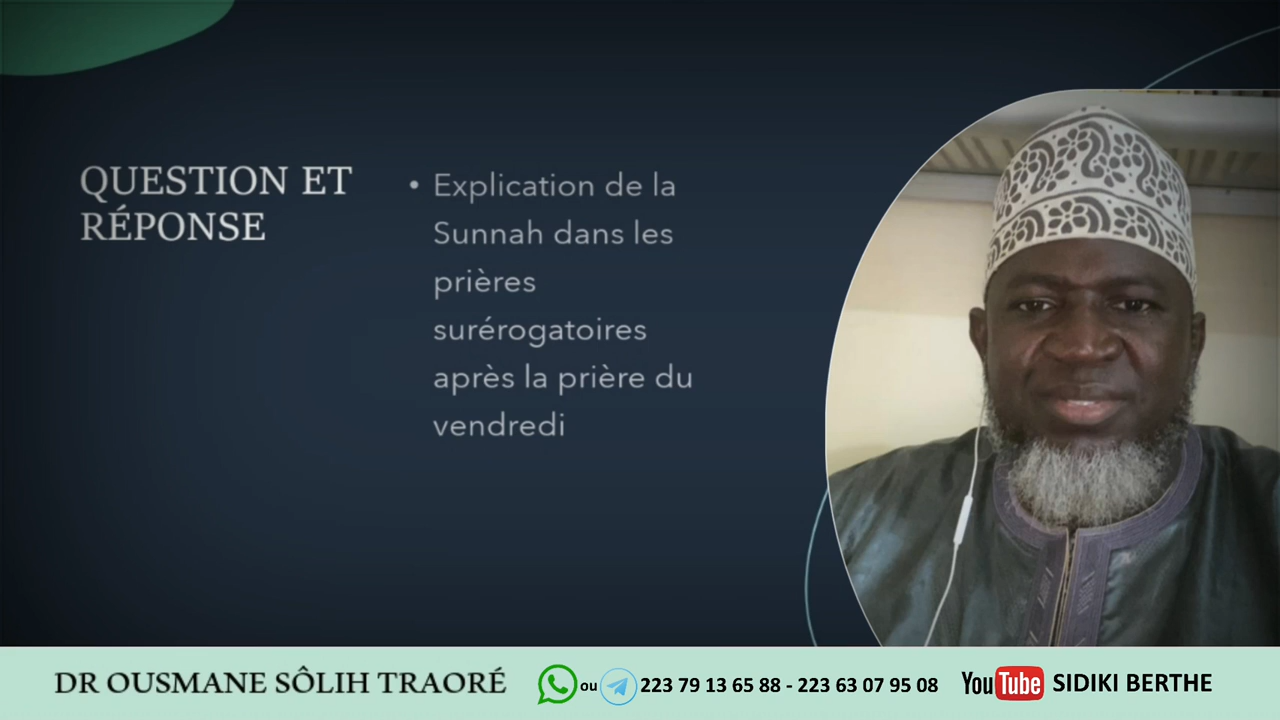 QUESTION ET
RÉPONSE
• Explication de la
Sunnah dans les
prières
surérogatoires
après la prière du
vendredi
DR OUSMANE SÔLIH TRAORÉ
ou 223 79 13 65 88 - 223 63 07 95 08
YouTube SIDIKI BERTHE